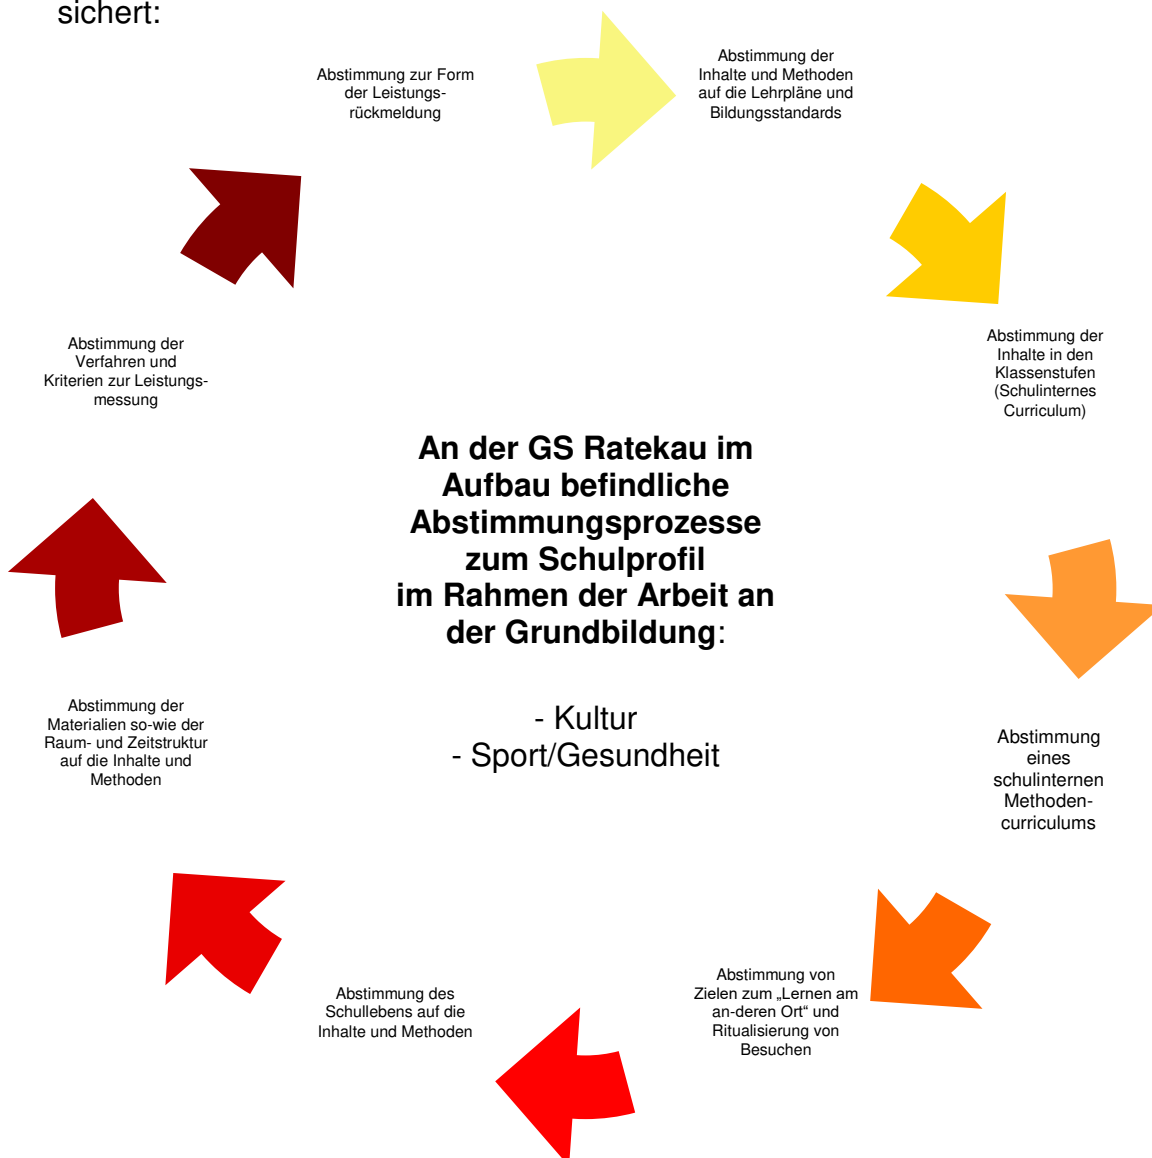 sichert:
Abstimmung zur Form
der Leistungs-
rückmeldung
Abstimmung der
Inhalte und Methoden
auf die Lehrpläne und
Bildungsstandards
Abstimmung der
Inhalte in den
Klassenstufen
(Schulinternes
Curriculum)
Abstimmung
eines
schulinternen
Methoden-
curriculums
Abstimmung von
Zielen zum „Lernen am
an-deren Ort“ und
Ritualisierung von
Besuchen
Abstimmung des
Schullebens auf die
Inhalte und Methoden
Abstimmung der
Materialien so-wie der
Raum- und Zeitstruktur
auf die Inhalte und
Methoden
Abstimmung der
Verfahren und
Kriterien zur Leistungs-
messung
An der GS Ratekau im
Aufbau befindliche
Abstimmungsprozesse
zum Schulprofil
im Rahmen der Arbeit an
der Grundbildung:
- Kultur
- Sport/Gesundheit